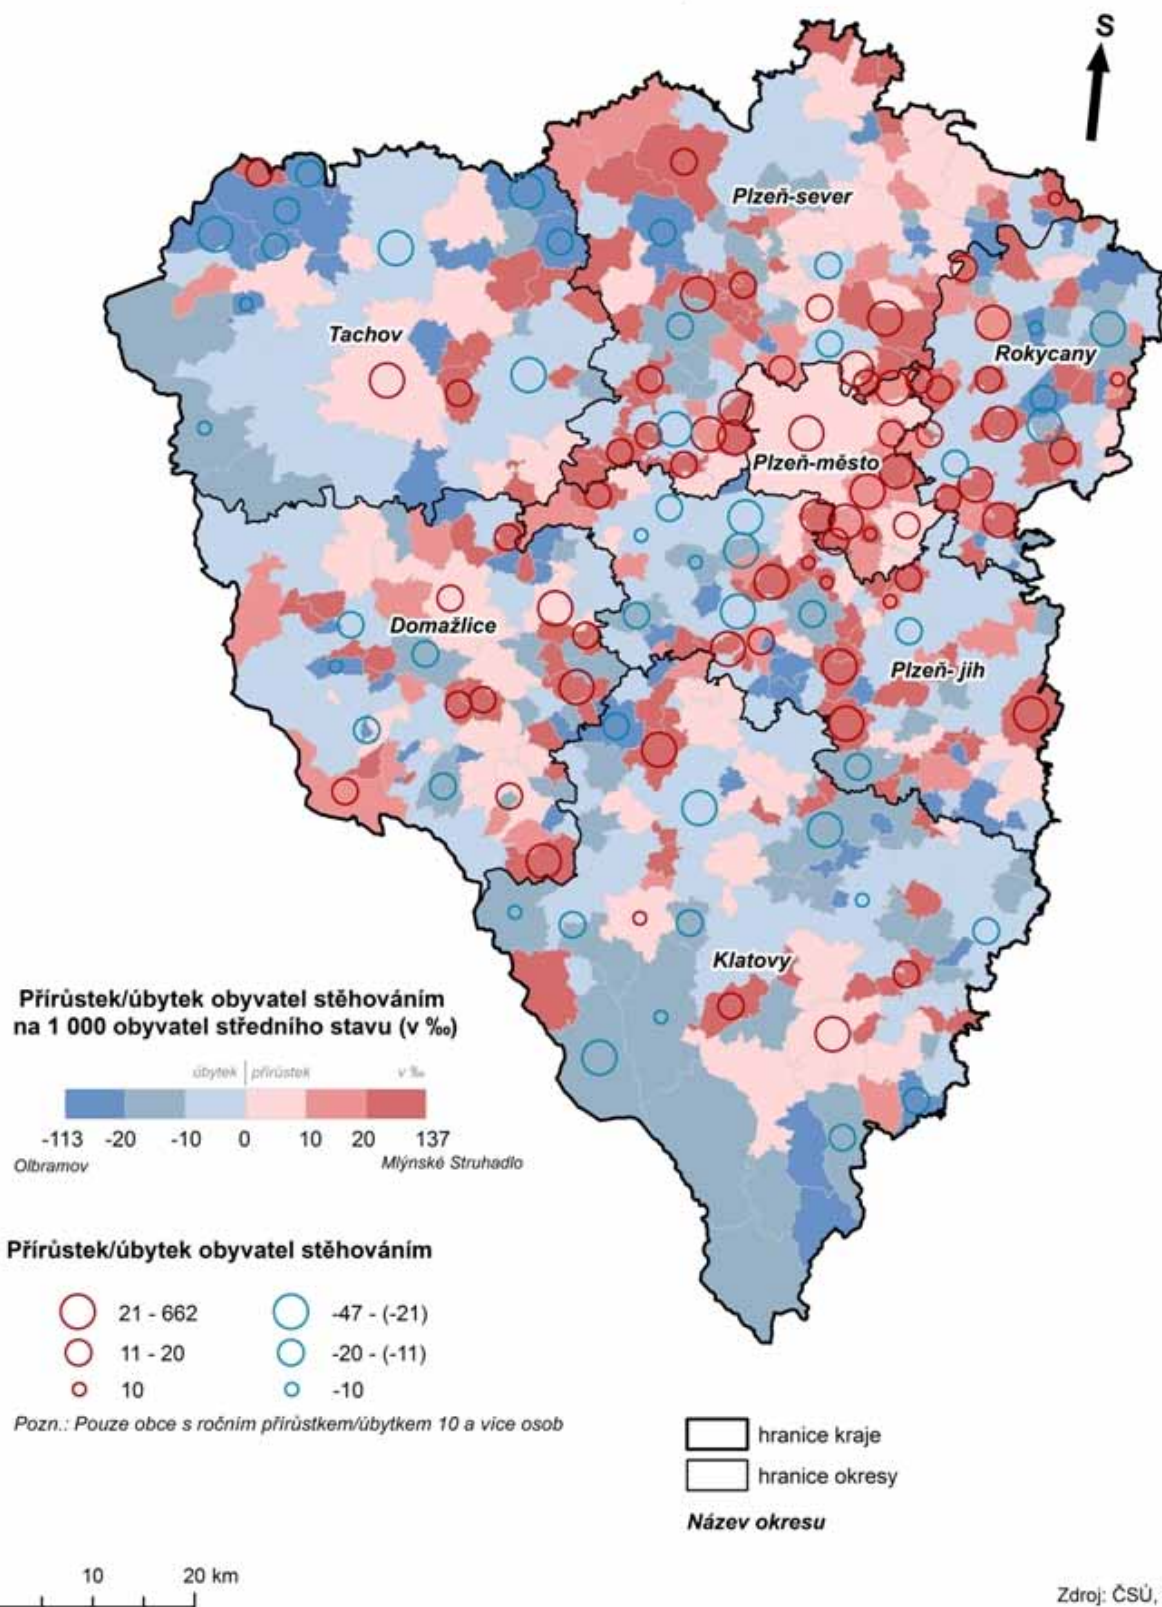 S
Plzeň-sever
Tachov
Rokycany
Plzeň-město
Domažlice
Plzeň- jih
Klatovy
Přírůstek/úbytek obyvatel stěhováním
na 1 000 obyvatel středního stavu (v ‰)
úbytek | přírůstek v ‰
-113 -20 -10 0 10 20 137
Olbramov Mlýnské Struhadlo
Přírůstek/úbytek obyvatel stěhováním
21 - 662 -47 - (-21)
11 - 20 -20 - (-11)
10 -10
Pozn.: Pouze obce s ročním přírůstkem/úbytkem 10 a více osob
hranice kraje
hranice okresy
Název okresu
10 20 km
Zdroj: ČSÚ,